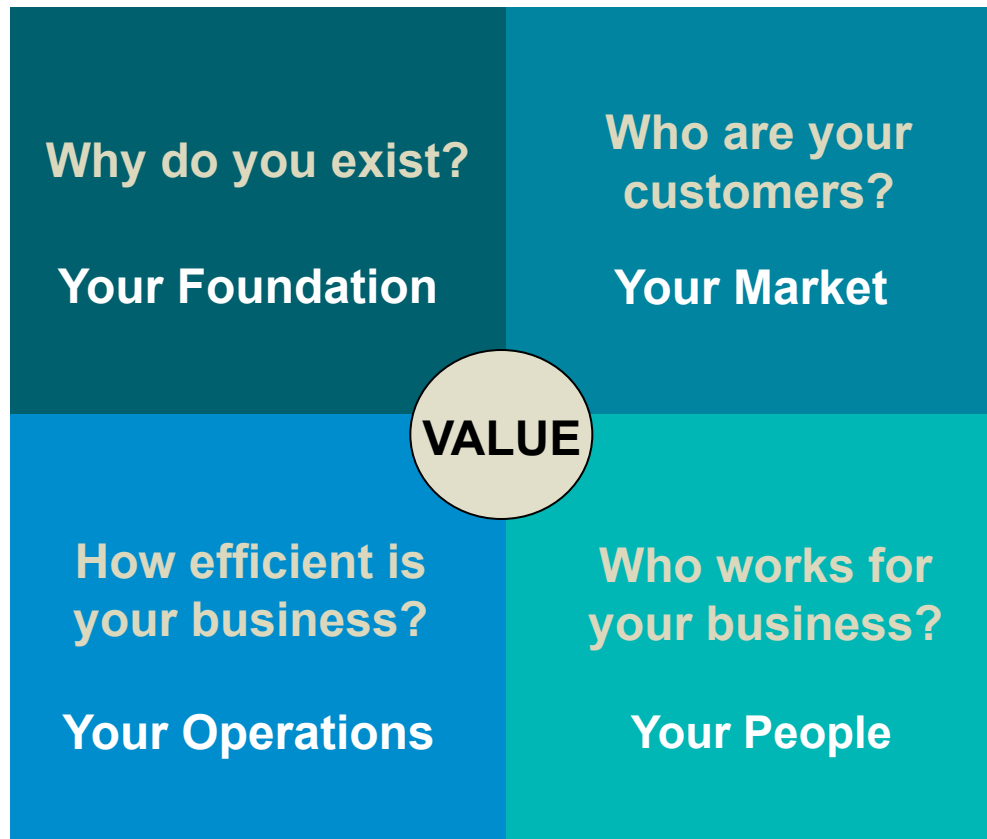 Why do you exist?
Your Foundation
Who are your
customers?
Your Market
VALUE
How efficient is
your business?
Your Operations
Who works for
your business?
Your People